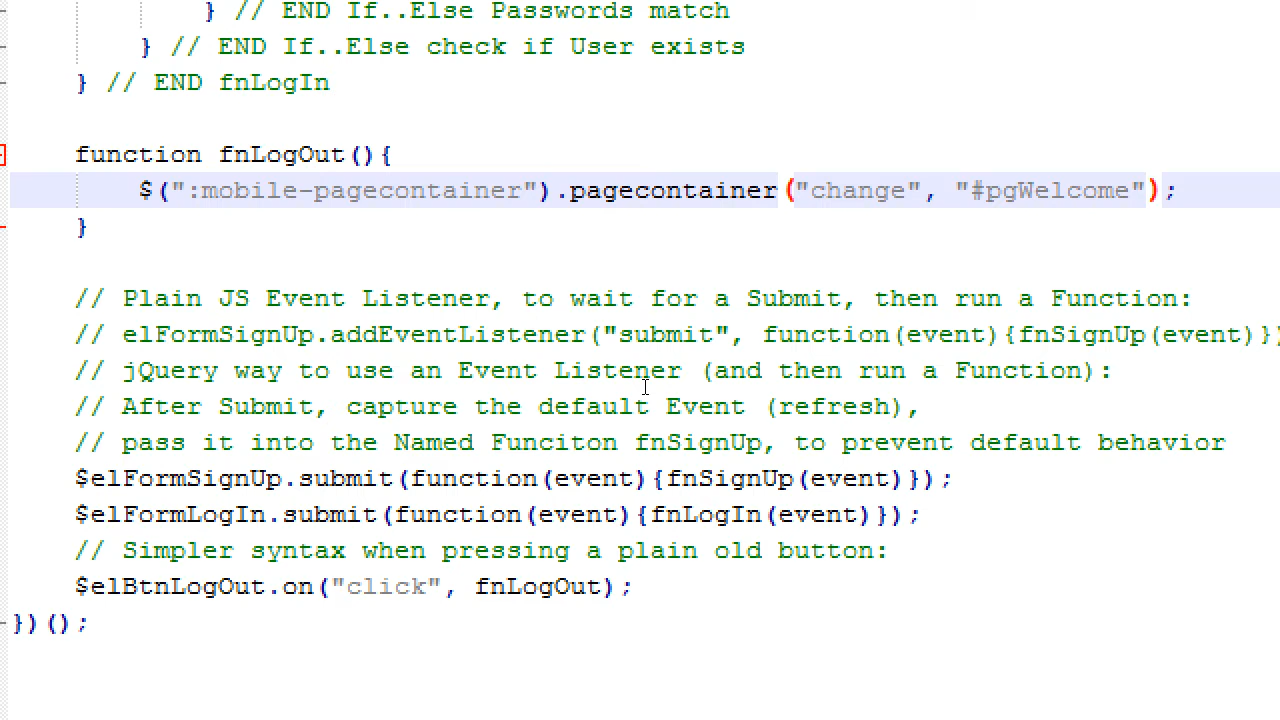 } // END If..Else Passwords match
} // END If..Else check if User exists
} // END fnLogIn
function fnLogOut(){
$(":mobile-pagecontainer").pagecontainer("change", "#pgWelcome");
}
// Plain JS Event Listener, to wait for a Submit, then run a Function:
// elFormSignUp.addEventListener("submit", function(event){fnSignUp(event)})
// jQuery way to use an Event Listener (and then run a Function):
// After Submit, capture the default Event (refresh),
// pass it into the Named Funciton fnSignUp, to prevent default behavior
$elFormSignUp.submit(function(event){fnSignUp(event)});
$elFormLogIn.submit(function(event){fnLogIn(event)});
// Simpler syntax when pressing a plain old button:
$elBtnLogOut.on("click", fnLogOut);
})();